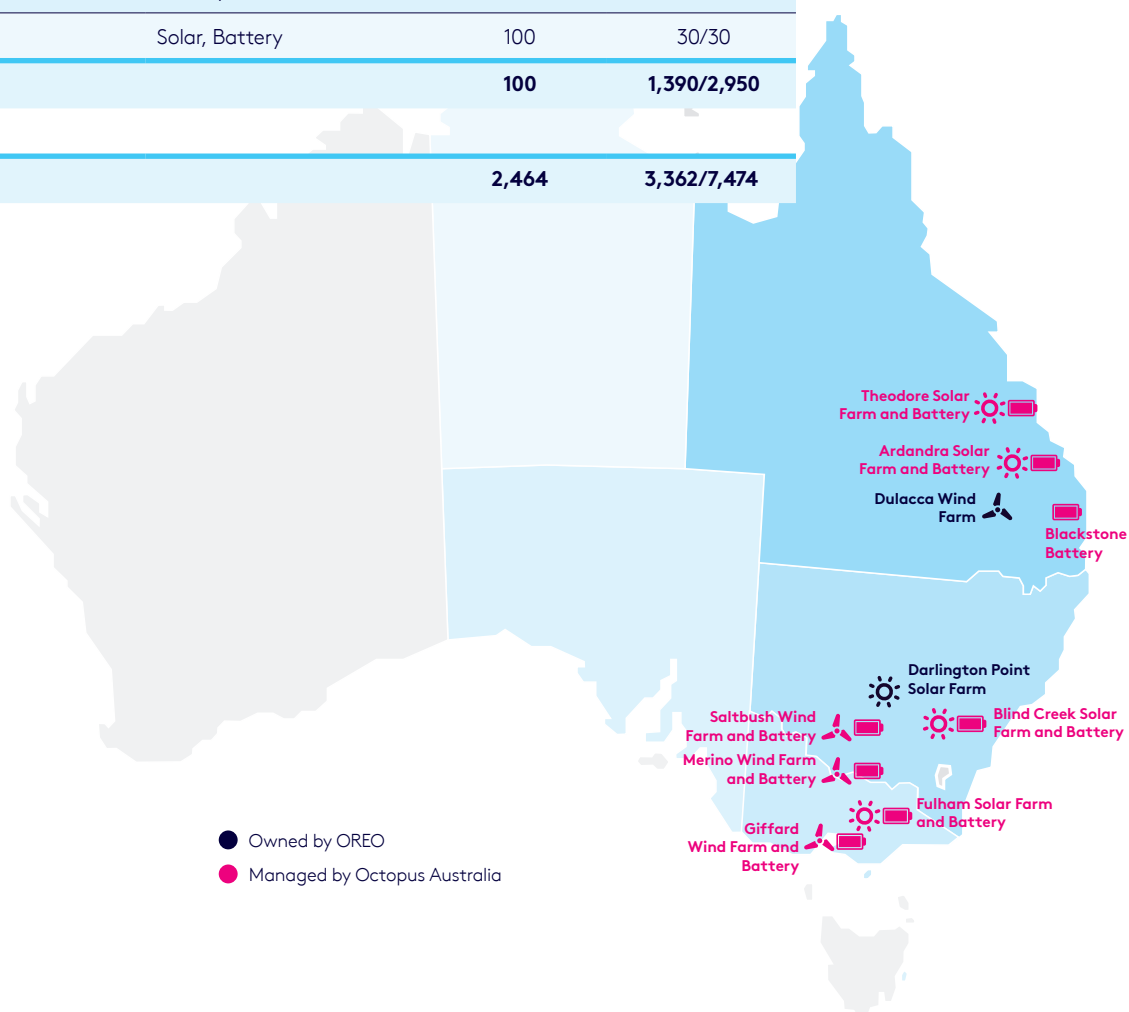 Solar, Battery 100 30/30
100 1,390/2,950
2,464 3,362/7,474
Theodore Solar
Farm and Battery
Ardandra Solar
Farm and Battery
Dulacca Wind
Farm
Blackstone
Battery
Darlington Point
Solar Farm
Saltbush Wind
Farm and Battery
Blind Creek Solar
Farm and Battery
Merino Wind Farm
and Battery
Fulham Solar Farm
and Battery
Giffard
Wind Farm and
Battery
Owned by OREO
Managed by Octopus Australia